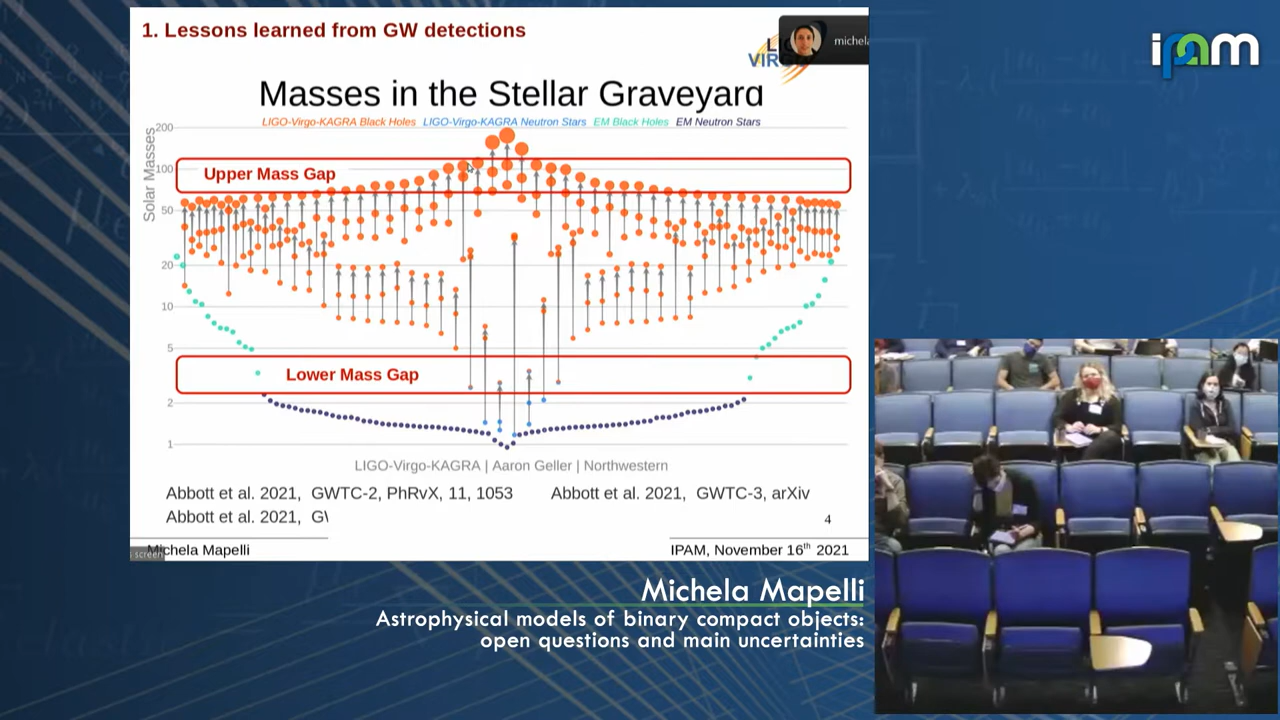 1. Lessons learned from GW detections
michela
LI
VIR
ipam
Masses in the Stellar Graveyard
LIGO-Virgo-KAGRA Black Holes LIGO-Virgo-KAGRA Neutron Stars EM Black Holes EM Neutron Stars
Solar Masses
200
100
Upper Mass Gap
50
20
10
5
Lower Mass Gap
2
1
LIGO-Virgo-KAGRA | Aaron Geller | Northwestern
Abbott et al. 2021, GWTC-2, PhRvX, 11, 1053 Abbott et al. 2021, GWTC-3, arXiv
Abbott et al. 2021,
4
screen
Michela Mapelli IPAM, November 16th 2021
Michela Mapelli
Astrophysical models of binary compact objects:
open questions and main uncertainties